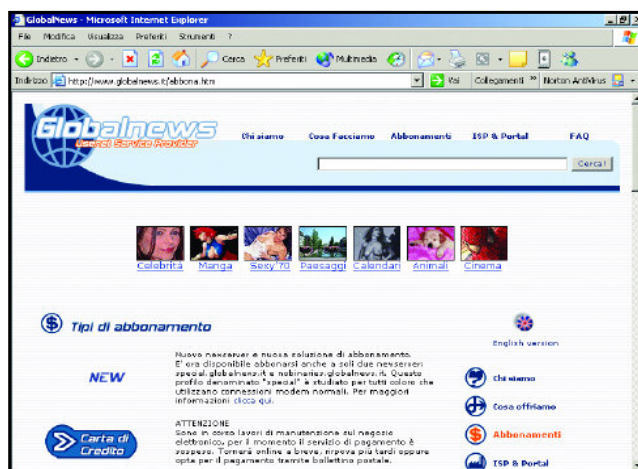 GlobalNews - Microsoft Internet Explorer
File Modifica Visualizza Preferiti Strumenti ?
Indietro Cerca Preferiti Multimedia
Indirizzo http://www.globalnews.it/abbona.htm Vai Collegamenti » Norton AntiVirus
Globalnews
Usenet Service Provider
Chi siamo Cosa Facciamo Abbonamenti ISP & Portal FAQ
Cerca!
Celebrità Manga Sexy'70 Paesaggi Calendari Animali Cinema
Tipi di abbonamento
English version
NEW
Nuovo newserver e nuova soluzione di abbonamento.
E' ora disponibile abbonarsi anche a soli due newserver:
special.globalnews.it e nobinaries.globalnews.it. Questo
profilo denominato "special" è studiato per tutti coloro che
utilizzano connessioni modem normali. Per maggiori
informazioni clicca qui.
Carta di
Credito
ATTENZIONE
Sono in corso lavori di manutenzione sul negozio
elettronico, per il momento il servizio di pagamento è
sospeso. Tornerà online a breve, riprova più tardi oppure
opta per il pagamento tramite bollettino postale.
Chi siamo
Cosa offriamo
Abbonamenti
ISP & Portal